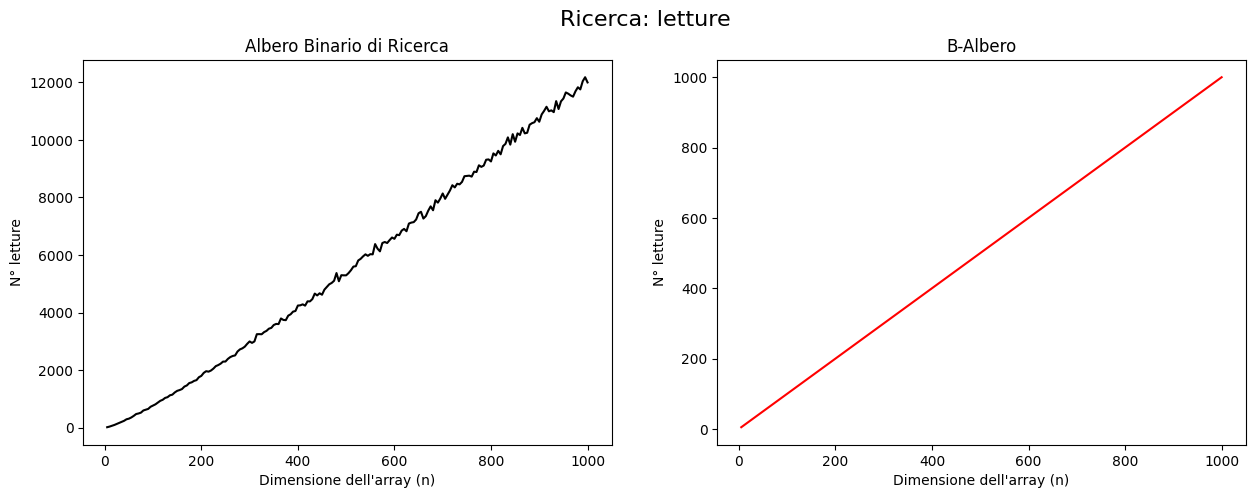 Ricerca: letture
Albero Binario di Ricerca
N° letture
12000
10000
8000
6000
4000
2000
0
0 200 400 600 800 1000
Dimensione dell'array (n)
B-Albero
N° letture
1000
800
600
400
200
0
0 200 400 600 800 1000
Dimensione dell'array (n)